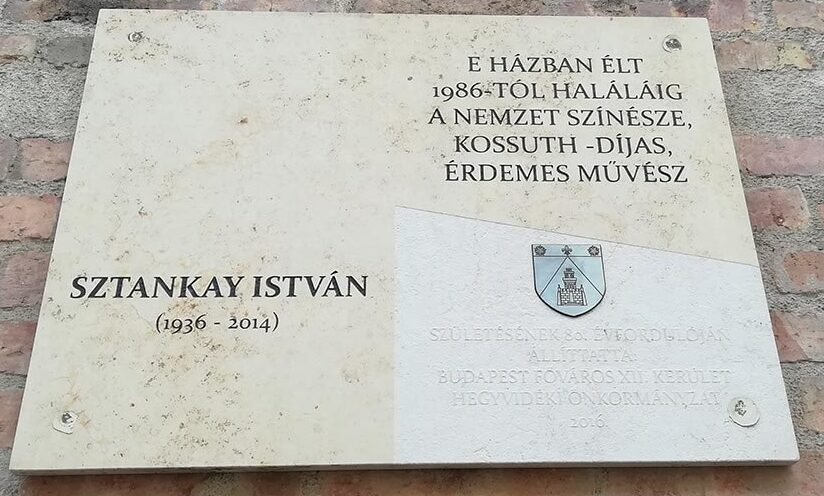 E HÁZBAN ÉLT
1986-TÓL HALÁLÁIG
A NEMZET SZÍNÉSZE,
KOSSUTH -DÍJAS,
ÉRDEMES MŰVÉSZ
SZTANKAY ISTVÁN
(1936 - 2014)
SZÜLETÉSÉNEK 80. ÉVFORDULÓJÁN
ÁLLÍTTATTA:
BUDAPEST FŐVÁROS XII. KERÜLET
HEGYVIDÉKI ÖNKORMÁNYZAT
2016.